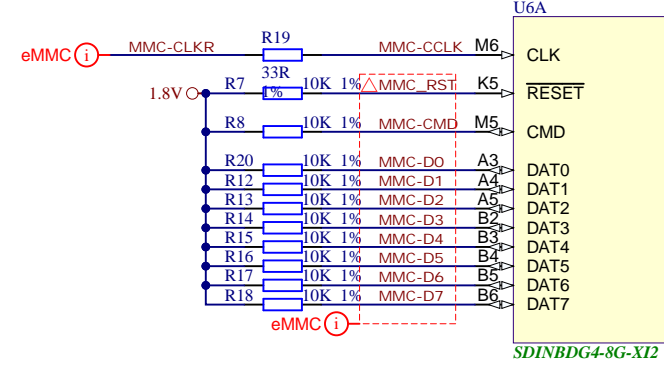 U6A
R19
eMMC i MMC-CLKR MMC-CCLK M6 CLK
33R
1%
R7 10K 1% MMC_RST K5 RESET
1.8V
R8 10K 1% MMC-CMD M5 CMD
R20 10K 1% MMC-D0 A3 DAT0
R12 10K 1% MMC-D1 A4 DAT1
R13 10K 1% MMC-D2 A5 DAT2
R14 10K 1% MMC-D3 B2 DAT3
R15 10K 1% MMC-D4 B3 DAT4
R16 10K 1% MMC-D5 B4 DAT5
R17 10K 1% MMC-D6 B5 DAT6
R18 10K 1% MMC-D7 B6 DAT7
eMMC i
SDINBDG4-8G-XI2